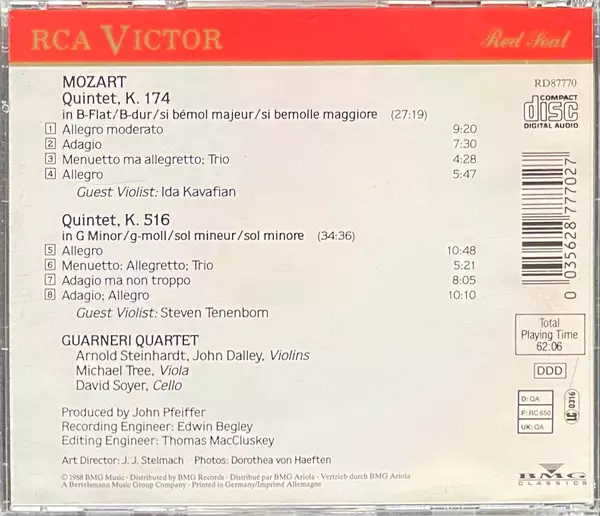 RCA VICTOR
Red Seal
RD87770
COMPACT
disc
DIGITAL AUDIO
MOZART
Quintet, K. 174
in B-Flat/B-dur/si bémol majeur/si bemolle maggiore (27:19)
1 Allegro moderato 9:20
2 Adagio 7:30
3 Menuetto ma allegretto; Trio 4:28
4 Allegro 5:47
Guest Violist: Ida Kavafian
Quintet, K. 516
in G Minor/g-moll/sol mineur/sol minore (34:36)
5 Allegro 10:48
6 Menuetto: Allegretto; Trio 5:21
7 Adagio ma non troppo 8:05
8 Adagio; Allegro 10:10
Guest Violist: Steven Tenenbom
GUARNERI QUARTET
Arnold Steinhardt, John Dalley, Violins
Michael Tree, Viola
David Soyer, Cello
Produced by John Pfeiffer
Recording Engineer: Edwin Begley
Editing Engineer: Thomas MacCluskey
Art Director: J. J. Stelmach · Photos: Dorothea von Haeften
© 1988 BMG Music · Distributed by BMG Records · Distribué par BMG Ariola · Vertrieb durch BMG Ariola
A Bertelsmann Music Group Company · Printed in Germany/Imprimé Allemagne
0 035628 777027
Total
Playing Time
62:06
DDD
D: QA
F: RC 650
UK: QA
LC 0316
BMG
CLASSICS